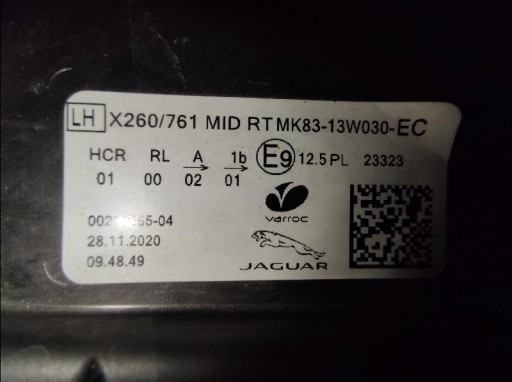 LH X260/761 MID RT MK83-13W030-EC
HCR RL A 1b E9 12.5 PL 23323
01 00 02 01
varroc
28.11.2020
JAGUAR
09.48.49